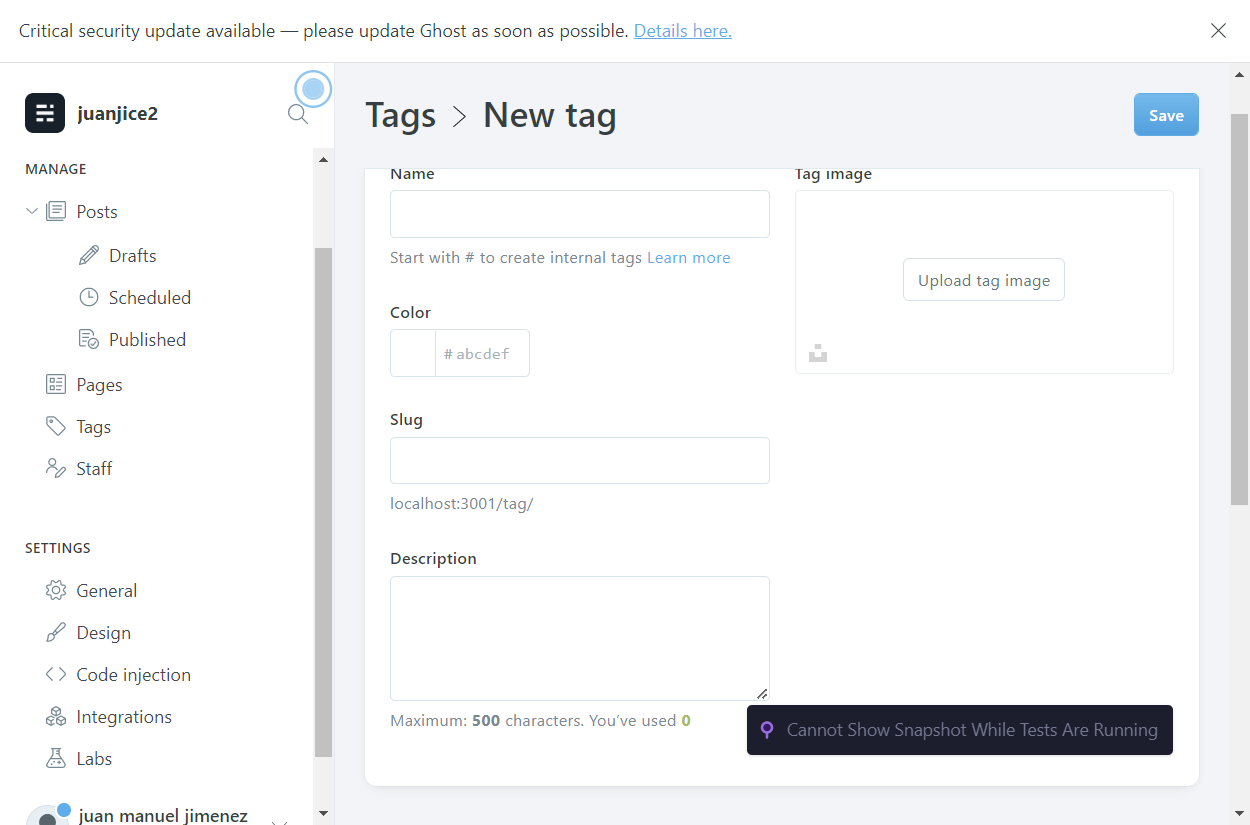 Critical security update available — please update Ghost as soon as possible. Details here.
juanjice2
MANAGE
Posts
Drafts
Scheduled
Published
Pages
Tags
Staff
SETTINGS
General
Design
Code injection
Integrations
Labs
juan manuel jimenez
Tags > New tag
Save
Name
Start with # to create internal tags Learn more
Color
# abcdef
Slug
localhost:3001/tag/
Description
Maximum: 500 characters. You've used 0
Tag image
Upload tag image
Cannot Show Snapshot While Tests Are Running